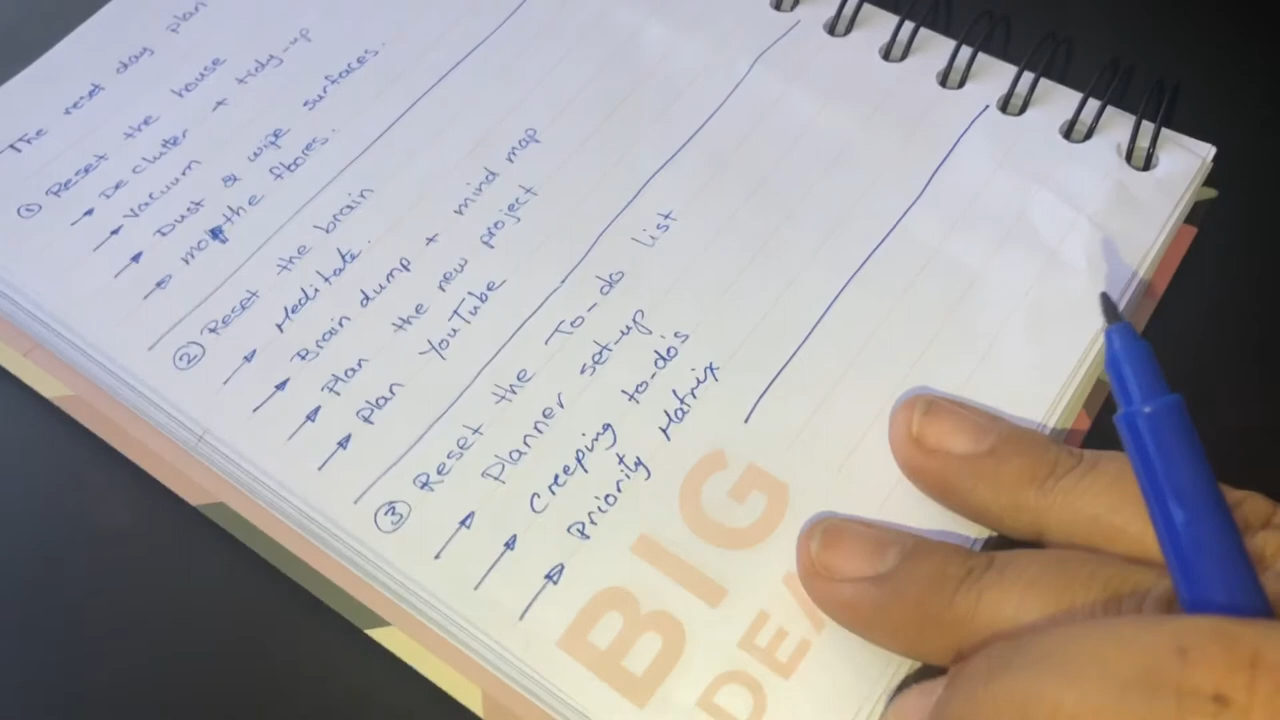 The reset day plan
① Reset the house
→ De clutter + tidy-up
→ Vacuum
→ Dust & wipe surfaces.
→ mop the floores.
② Reset the brain
→ Meditate.
→ Brain dump + mind map
→ Plan the new project
→ Plan YouTube
③ Reset the To-do list
→ Planner set-up
→ Creeping to-do's
→ Priority Matrix
BIG